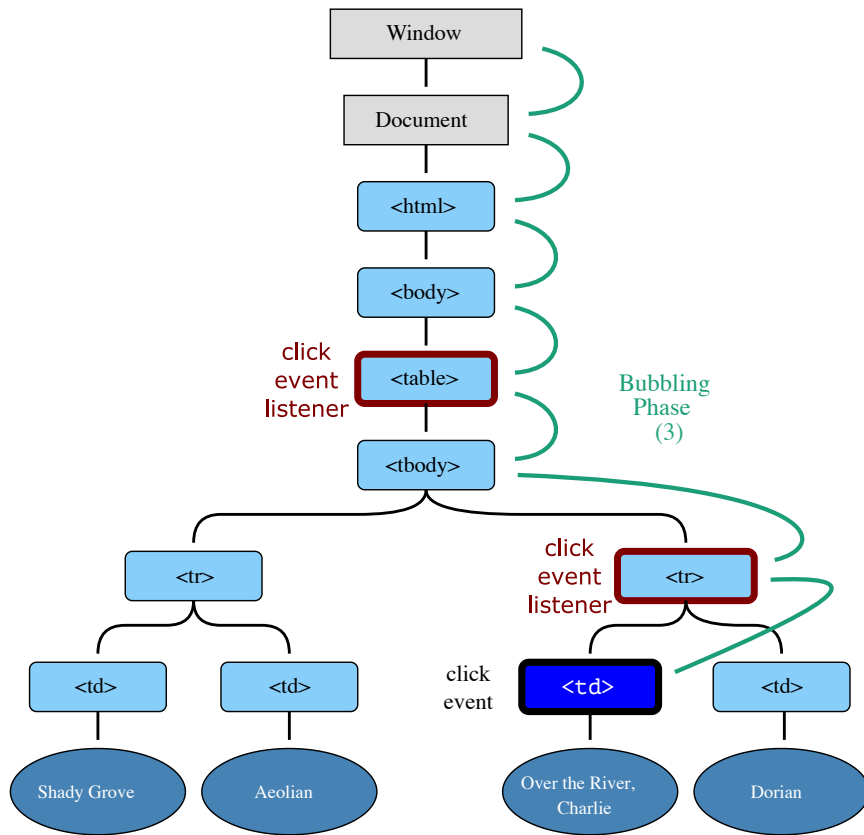 Window
Document
<html>
<body>
click
event
listener
<table>
Bubbling
Phase
(3)
<tbody>
<tr>
click
event
listener
<tr>
<td>
<td>
click
event
<td>
<td>
Shady Grove
Aeolian
Over the River,
Charlie
Dorian